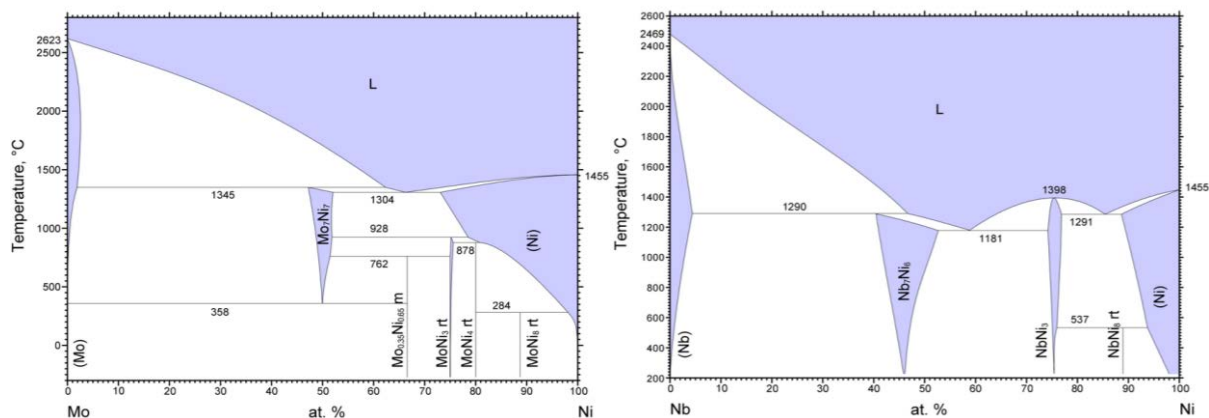 2623
2500
2000
1500
1000
500
0
Temperature, °C
L
1455
1345
1304
Mo₇Ni₇
928
(Ni)
878
762
358
284
(Mo)
Mo₀.₃₅Ni₀.₆₅ m
MoNi₃ rt
MoNi₄ rt
MoNi₈ rt
0 10 20 30 40 50 60 70 80 90 100
Mo at. % Ni
2600
2469
2400
2200
2000
1800
1600
1400
1200
1000
800
600
400
200
Temperature, °C
L
1398
1455
1290
1291
1181
Nb₇Ni₆
537
(Nb)
NbNi₃
NbNi₈ rt
(Ni)
0 10 20 30 40 50 60 70 80 90 100
Nb at. % Ni